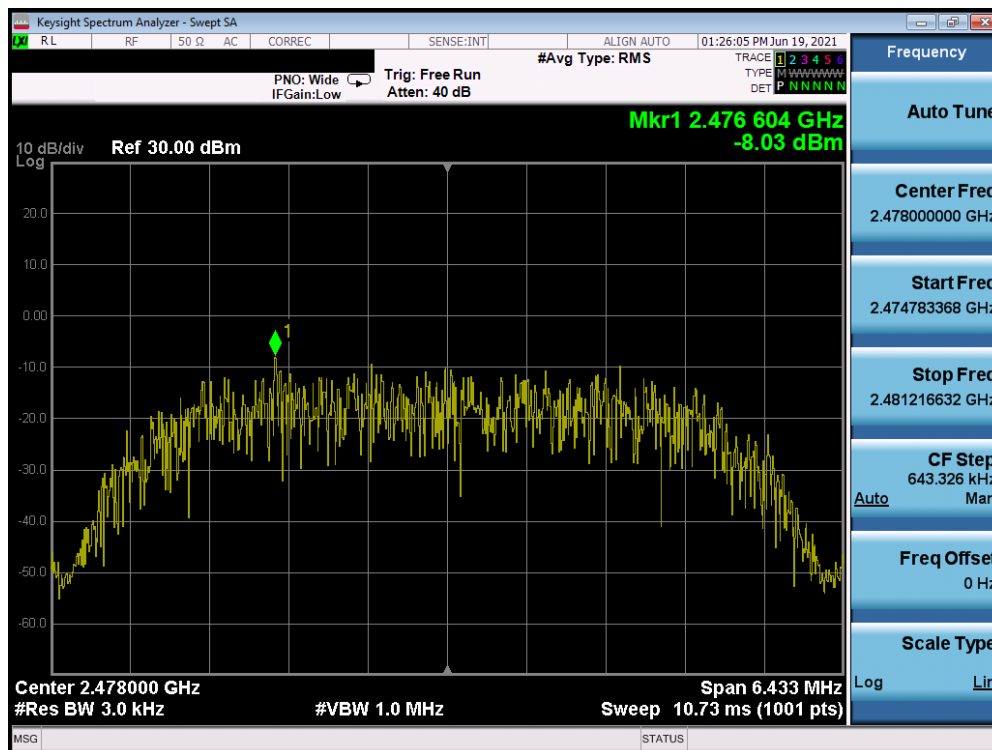 Keysight Spectrum Analyzer - Swept SA
LXI RL RF 50 Ω AC CORREC SENSE:INT ALIGN AUTO 01:26:05 PM Jun 19, 2021
PNO: Wide
IFGain:Low
Trig: Free Run
Atten: 40 dB
#Avg Type: RMS
TRACE 1 2 3 4 5 6
TYPE M W W W W W
DET P N N N N N
Mkr1 2.476 604 GHz
-8.03 dBm
10 dB/div
Log
Ref 30.00 dBm
20.0
10.0
0.00
-10.0
-20.0
-30.0
-40.0
-50.0
-60.0
1
Center 2.478000 GHz
Span 6.433 MHz
#Res BW 3.0 kHz
#VBW 1.0 MHz
Sweep 10.73 ms (1001 pts)
MSG
STATUS
Frequency
Auto Tune
Center Freq
2.478000000 GHz
Start Freq
2.474783368 GHz
Stop Freq
2.481216632 GHz
CF Step
643.326 kHz
Auto Man
Freq Offset
0 Hz
Scale Type
Log Lin